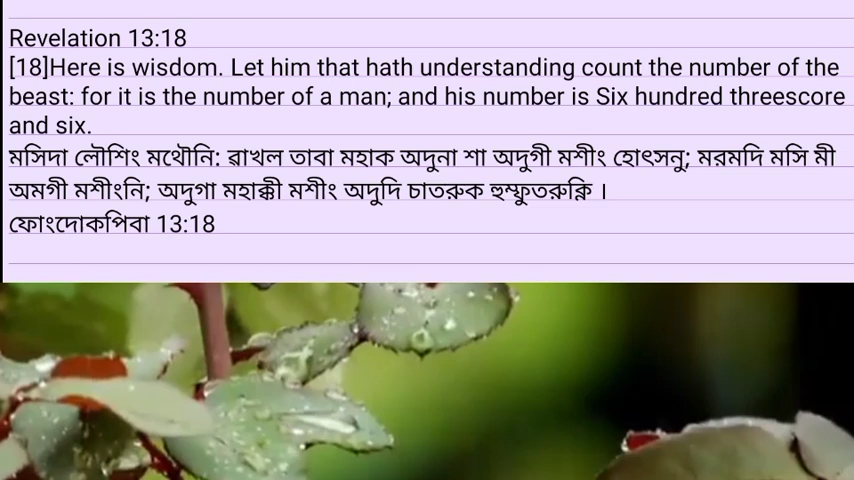 Revelation 13:18
[18]Here is wisdom. Let him that hath understanding count the number of the
beast: for it is the number of a man; and his number is Six hundred threescore
and six.
মসিদা লৌশিং মথৌনি: ৱাখল তাবা মহাক অদুনা শা অদুগী মশীং হোৎসনু; মরমদি মসি মী
অমগী মশীংনি; অদুগা মহাক্কী মশীং অদুদি চাতরুক হুম্ফুতরুক্নি ।
ফোংদোকপিবা 13:18